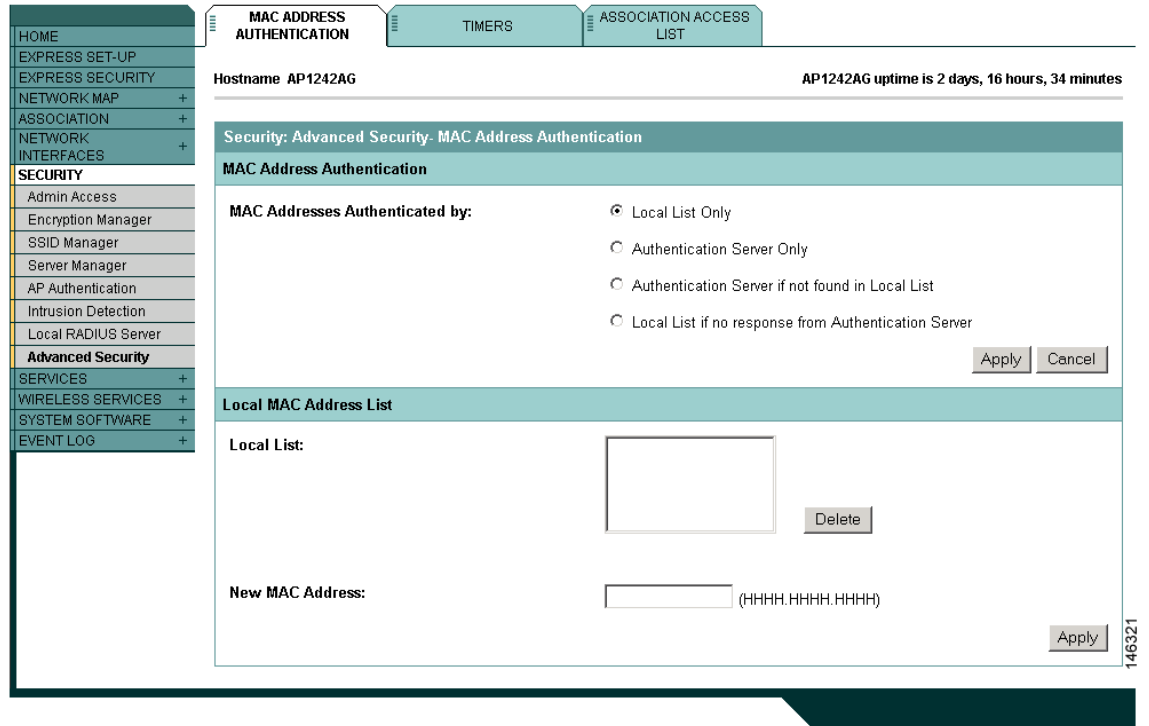 MAC ADDRESS
AUTHENTICATION
TIMERS
ASSOCIATION ACCESS
LIST
HOME
EXPRESS SET-UP
EXPRESS SECURITY
NETWORK MAP +
ASSOCIATION +
NETWORK
INTERFACES +
SECURITY
Admin Access
Encryption Manager
SSID Manager
Server Manager
AP Authentication
Intrusion Detection
Local RADIUS Server
Advanced Security
SERVICES +
WIRELESS SERVICES +
SYSTEM SOFTWARE +
EVENT LOG +
Hostname AP1242AG
AP1242AG uptime is 2 days, 16 hours, 34 minutes
Security: Advanced Security- MAC Address Authentication
MAC Address Authentication
MAC Addresses Authenticated by:
Local List Only
Authentication Server Only
Authentication Server if not found in Local List
Local List if no response from Authentication Server
Apply Cancel
Local MAC Address List
Local List:
Delete
New MAC Address:
(HHHH.HHHH.HHHH)
Apply
146321